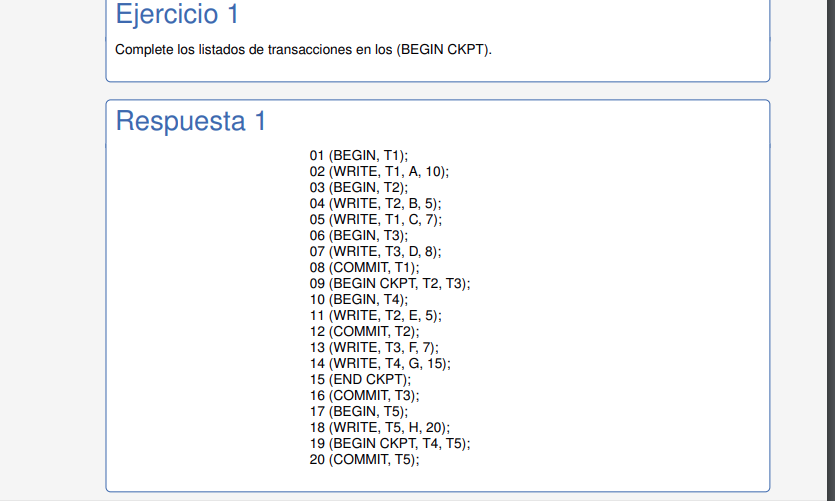 Ejercicio 1
Complete los listados de transacciones en los (BEGIN CKPT).
Respuesta 1
01 (BEGIN, T1);
02 (WRITE, T1, A, 10);
03 (BEGIN, T2);
04 (WRITE, T2, B, 5);
05 (WRITE, T1, C, 7);
06 (BEGIN, T3);
07 (WRITE, T3, D, 8);
08 (COMMIT, T1);
09 (BEGIN CKPT, T2, T3);
10 (BEGIN, T4);
11 (WRITE, T2, E, 5);
12 (COMMIT, T2);
13 (WRITE, T3, F, 7);
14 (WRITE, T4, G, 15);
15 (END CKPT);
16 (COMMIT, T3);
17 (BEGIN, T5);
18 (WRITE, T5, H, 20);
19 (BEGIN CKPT, T4, T5);
20 (COMMIT, T5);